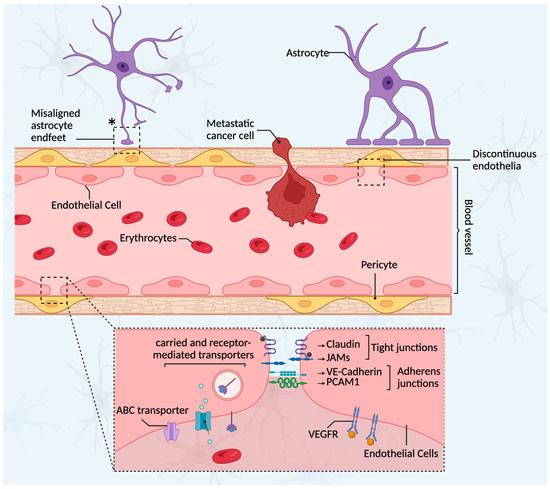 Astrocyte
Misaligned
astrocyte
endfeet
*
Metastatic
cancer cell
Discontinuous
endothelia
Endothelial Cell
Erythrocytes
Blood vessel
Pericyte
carried and receptor-
mediated transporters
Claudin
JAMs
Tight junctions
VE-Cadherin
PCAM1
Adherens
junctions
ABC transporter
VEGFR
Endothelial Cells